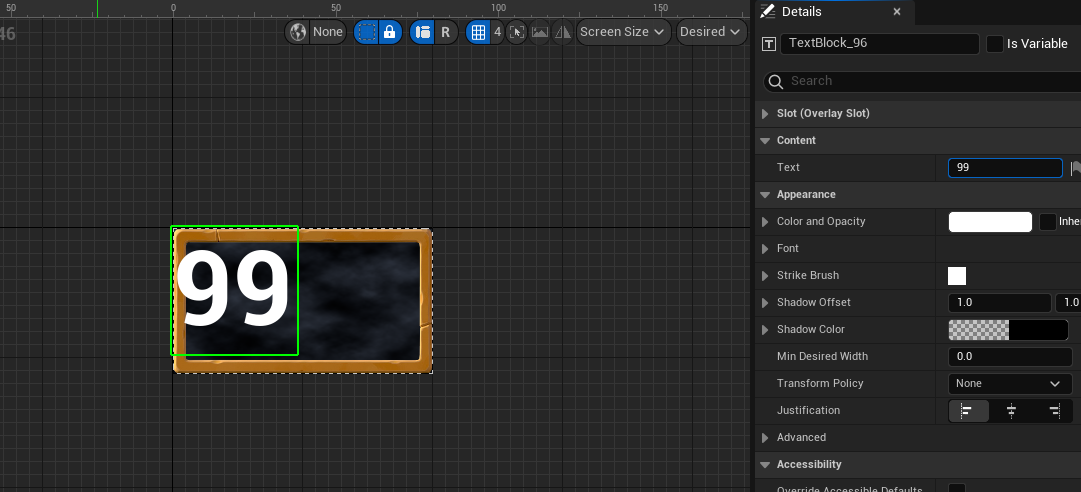 50 0 50 100 150
Details
46
None R 4 Screen Size Desired
TextBlock_96 Is Variable
Search
Slot (Overlay Slot)
Content
Text 99
Appearance
Color and Opacity Inher
Font
99
Strike Brush
Shadow Offset 1.0 1.0
Shadow Color
Min Desired Width 0.0
Transform Policy None
Justification
Advanced
Accessibility
Override Accessible Defaults